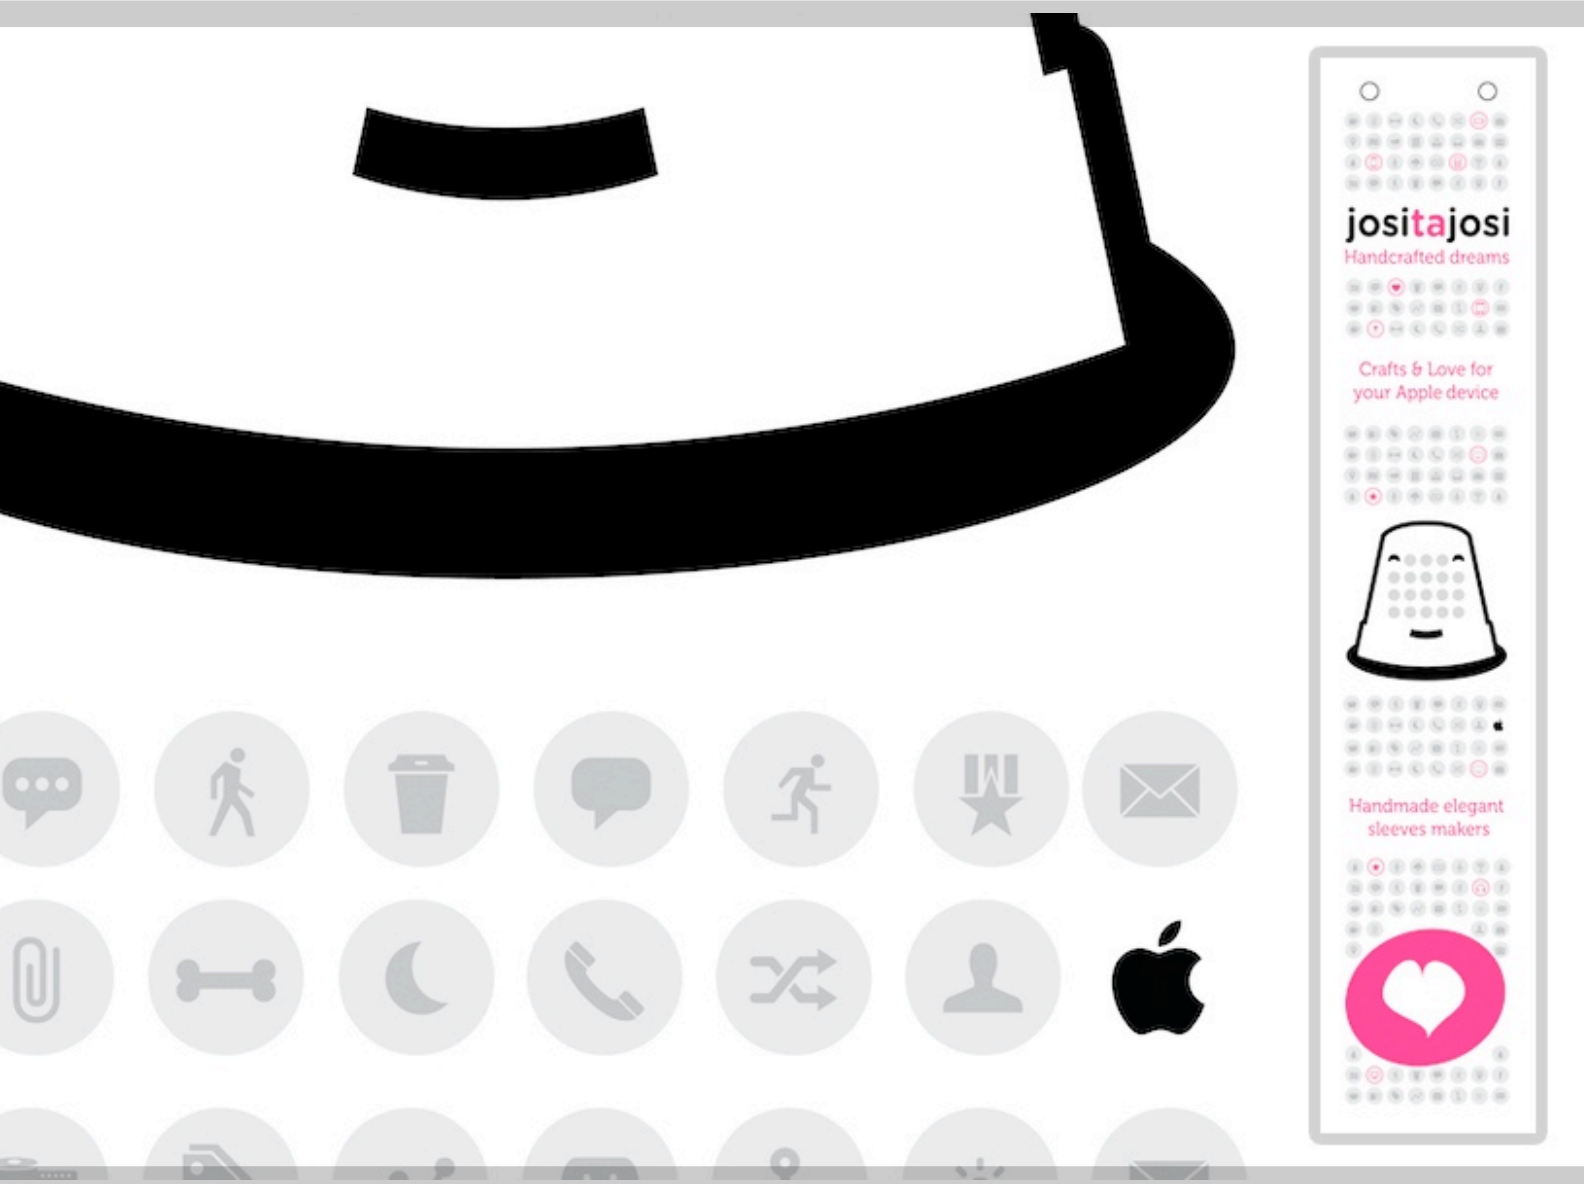 jositajosi
Handcrafted dreams
Crafts & Love for
your Apple device
Handmade elegant
sleeves makers